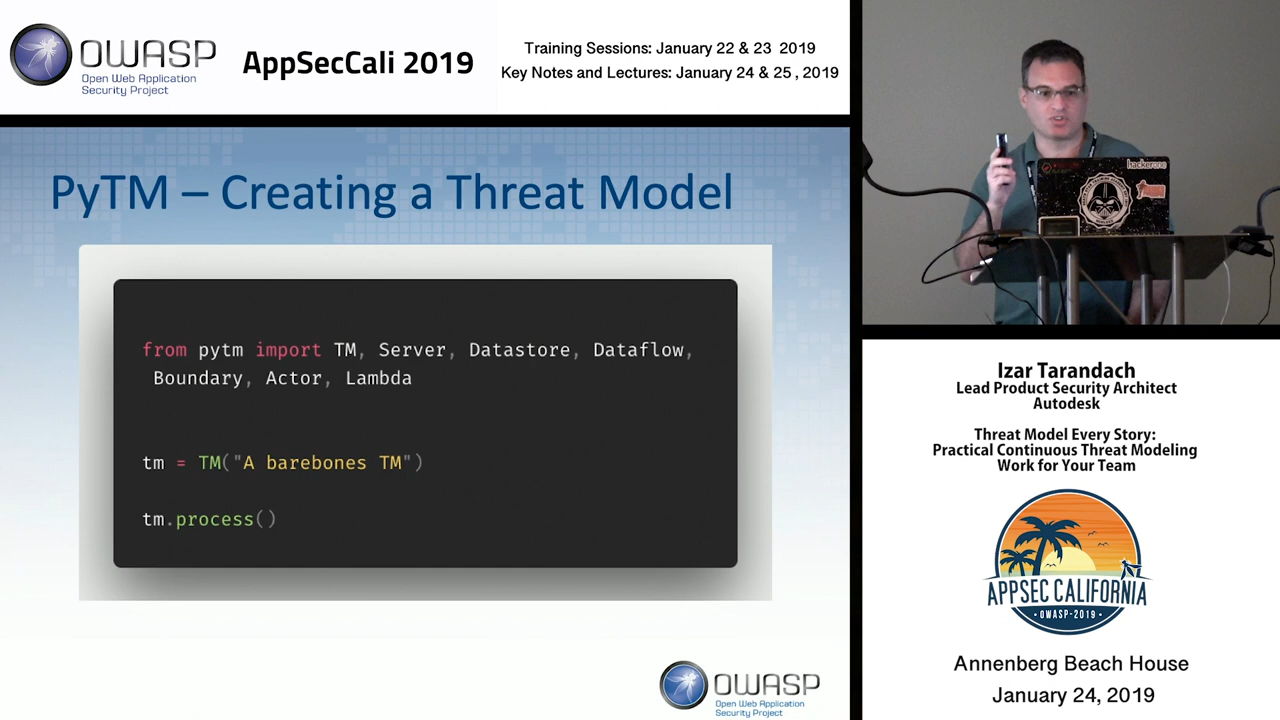 OWASP
Open Web Application
Security Project
AppSecCali 2019
Training Sessions: January 22 & 23 2019
Key Notes and Lectures: January 24 & 25 , 2019
PyTM – Creating a Threat Model
from pytm import TM, Server, Datastore, Dataflow,
Boundary, Actor, Lambda
tm = TM("A barebones TM")
tm.process()
OWASP
Open Web Application
Security Project
hackerone
Izar Tarandach
Lead Product Security Architect
Autodesk
Threat Model Every Story:
Practical Continuous Threat Modeling
Work for Your Team
APPSEC CALIFORNIA
· OWASP-2019 ·
Annenberg Beach House
January 24, 2019